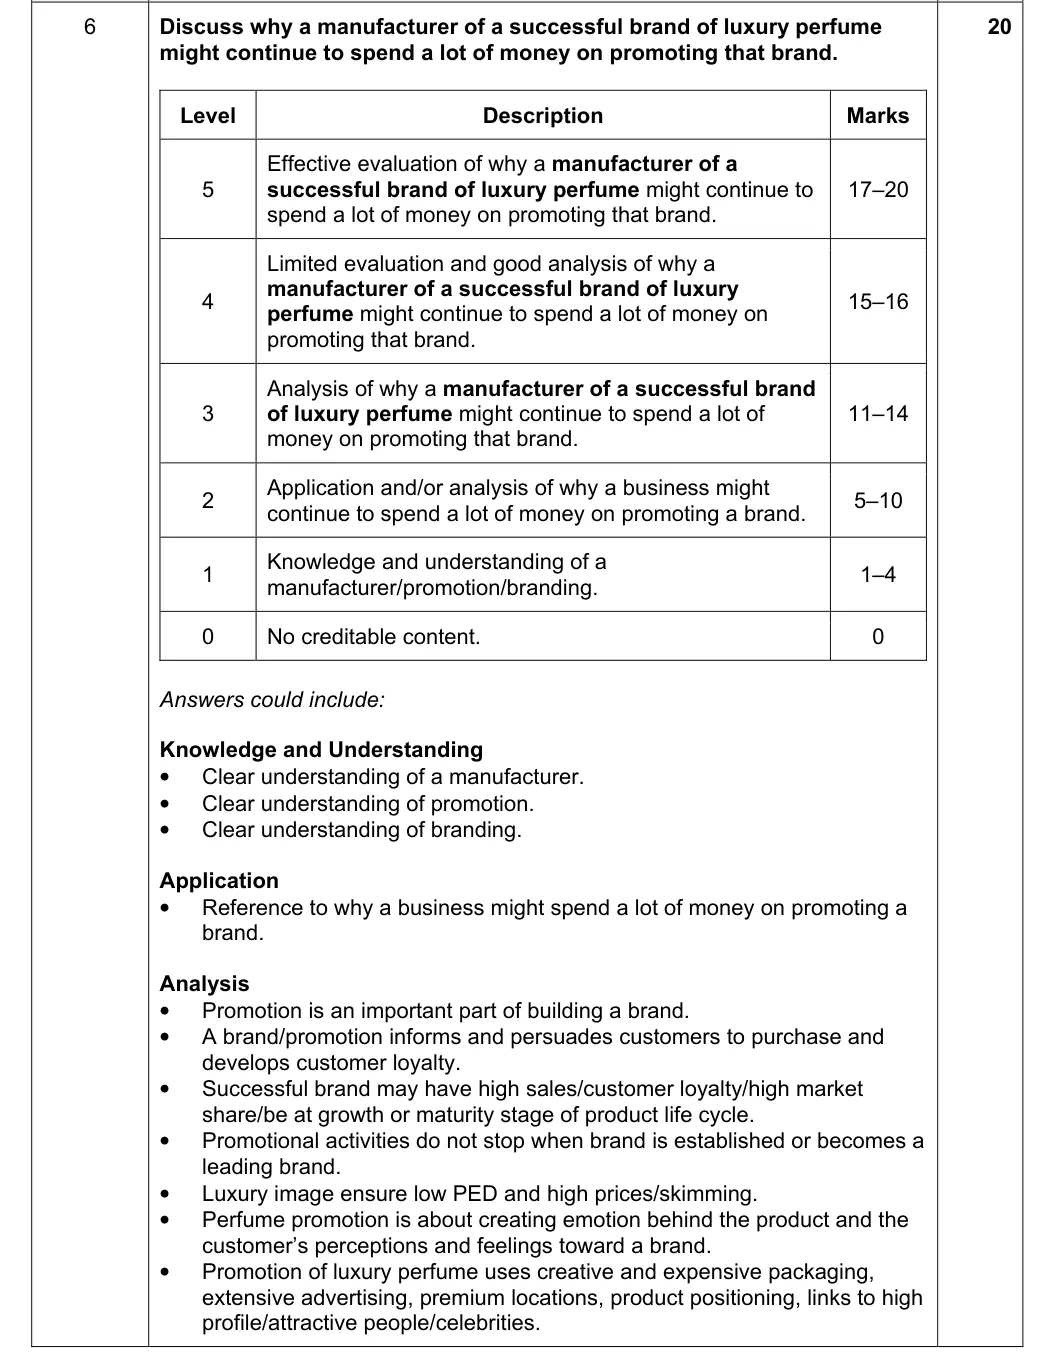 6 Discuss why a manufacturer of a successful brand of luxury perfume 20
might continue to spend a lot of money on promoting that brand.
Level Description Marks
Effective evaluation of why a manufacturer of a
5 successful brand of luxury perfume might continue to 17–20
spend a lot of money on promoting that brand.
Limited evaluation and good analysis of why a
manufacturer of a successful brand of luxury
4 perfume might continue to spend a lot of money on 15–16
promoting that brand.
Analysis of why a manufacturer of a successful brand
3 of luxury perfume might continue to spend a lot of 11–14
money on promoting that brand.
2 Application and/or analysis of why a business might 5–10
continue to spend a lot of money on promoting a brand.
1 Knowledge and understanding of a 1–4
manufacturer/promotion/branding.
0 No creditable content. 0
Answers could include:
Knowledge and Understanding
• Clear understanding of a manufacturer.
• Clear understanding of promotion.
• Clear understanding of branding.
Application
• Reference to why a business might spend a lot of money on promoting a
brand.
Analysis
• Promotion is an important part of building a brand.
• A brand/promotion informs and persuades customers to purchase and
develops customer loyalty.
• Successful brand may have high sales/customer loyalty/high market
share/be at growth or maturity stage of product life cycle.
• Promotional activities do not stop when brand is established or becomes a
leading brand.
• Luxury image ensure low PED and high prices/skimming.
• Perfume promotion is about creating emotion behind the product and the
customer’s perceptions and feelings toward a brand.
• Promotion of luxury perfume uses creative and expensive packaging,
extensive advertising, premium locations, product positioning, links to high
profile/attractive people/celebrities.